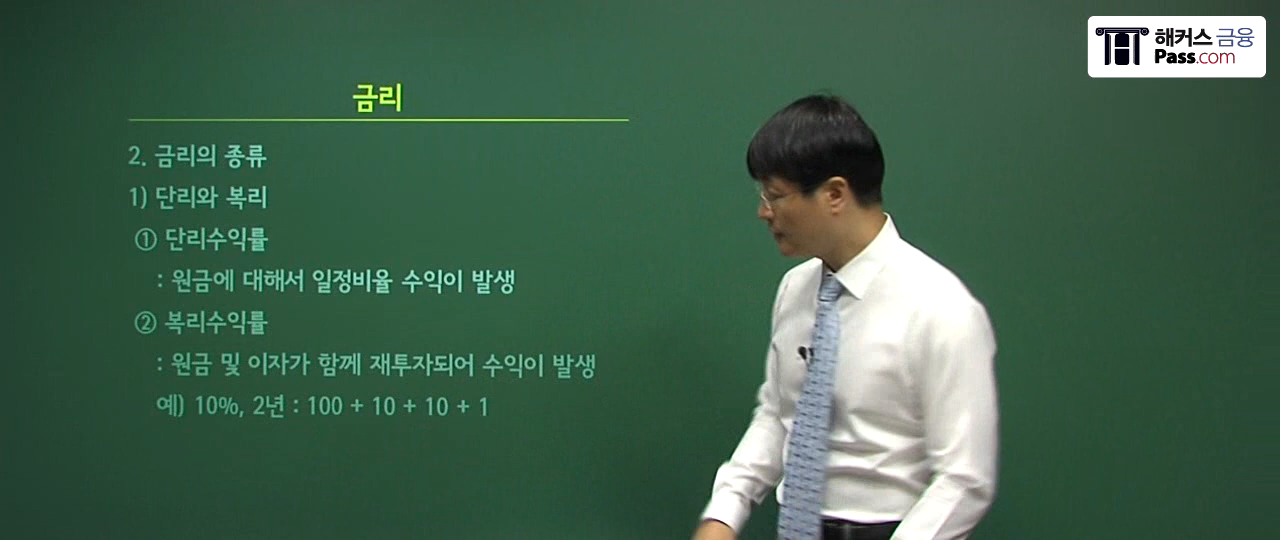 해커스 금융
Pass.com
금리
2. 금리의 종류
1) 단리와 복리
① 단리수익률
: 원금에 대해서 일정비율 수익이 발생
② 복리수익률
: 원금 및 이자가 함께 재투자되어 수익이 발생
예) 10%, 2년 : 100 + 10 + 10 + 1